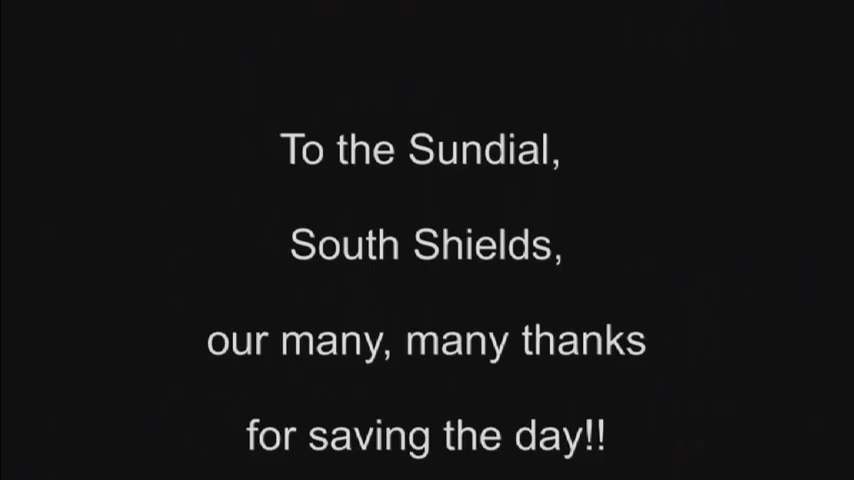 To the Sundial,
South Shields,
our many, many thanks
for saving the day!!